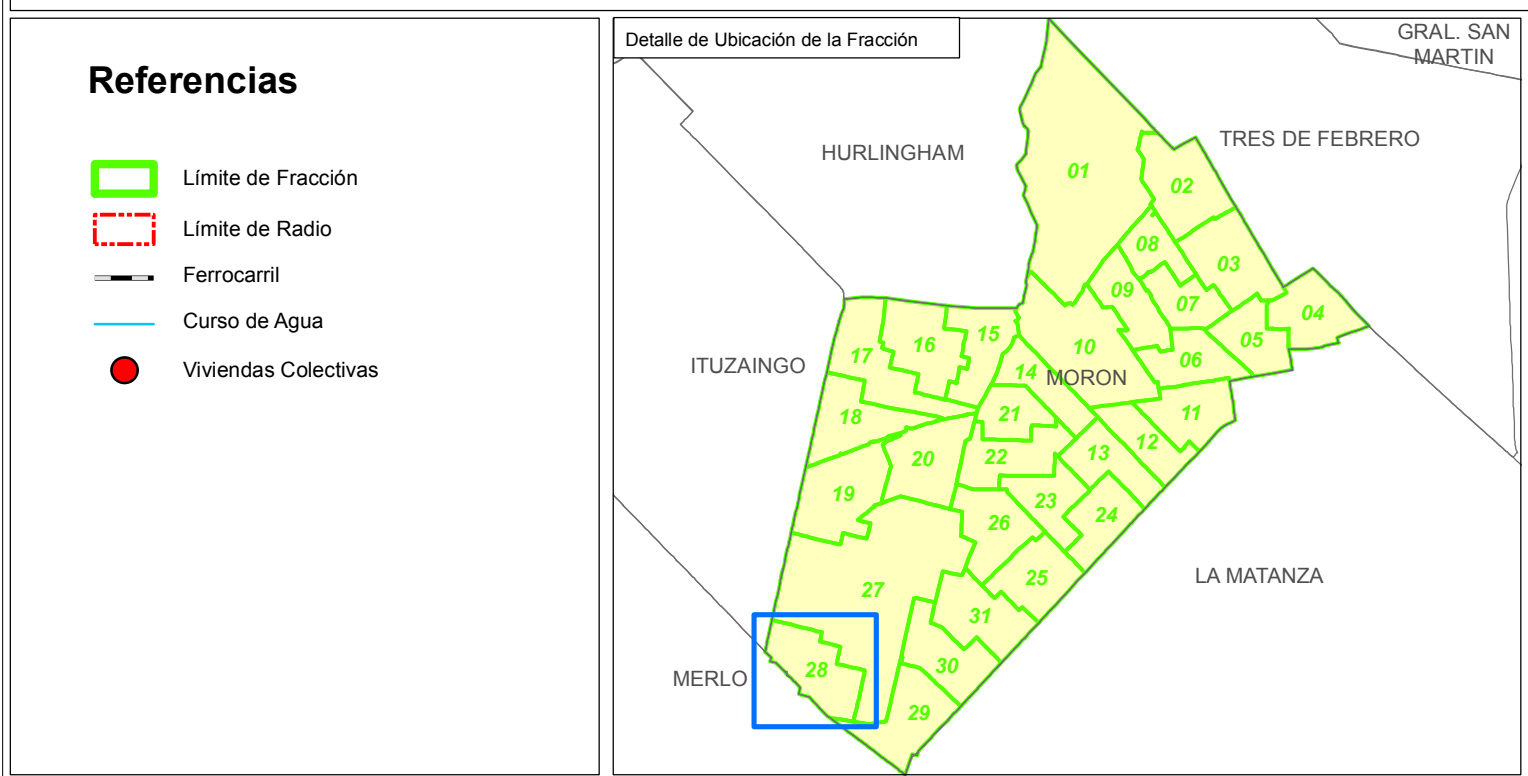 Referencias
Límite de Fracción
Límite de Radio
Ferrocarril
Curso de Agua
Viviendas Colectivas
Detalle de Ubicación de la Fracción
GRAL. SAN
MARTIN
HURLINGHAM
TRES DE FEBRERO
01
02
08
03
09
07
04
15
16
17
10
05
06
ITUZAINGO
14
MORON
18
21
11
12
20
22
13
19
26
23
24
25
LA MATANZA
27
31
28
30
MERLO
29